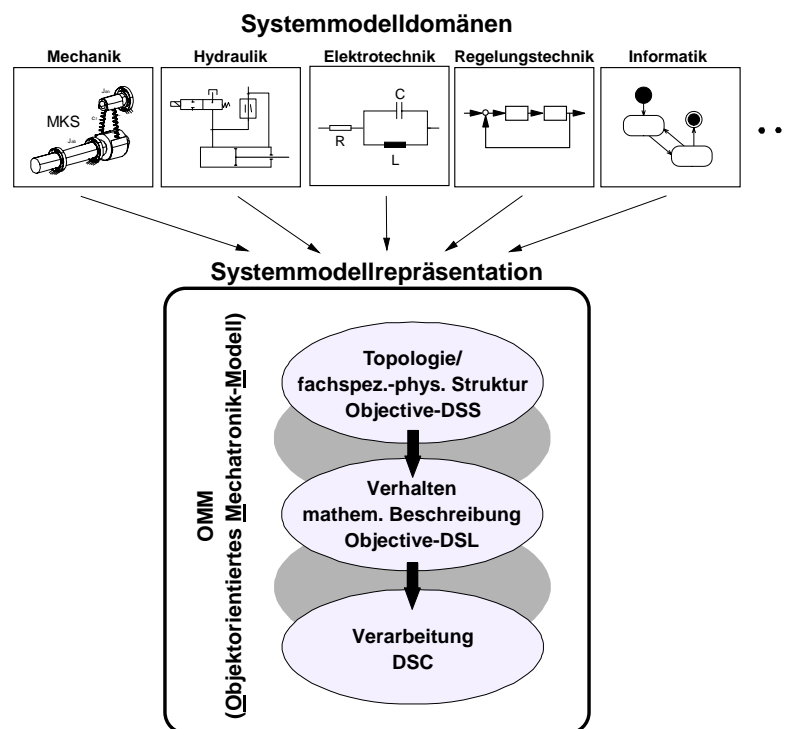 Systemmodelldomänen
Mechanik
Hydraulik
Elektrotechnik
Regelungstechnik
Informatik
MKS
C
R
L
Systemmodellrepräsentation
OMM
(Objektorientiertes Mechatronik-Modell)
Topologie/
fachspez.-phys. Struktur
Objective-DSS
Verhalten
mathem. Beschreibung
Objective-DSL
Verarbeitung
DSC